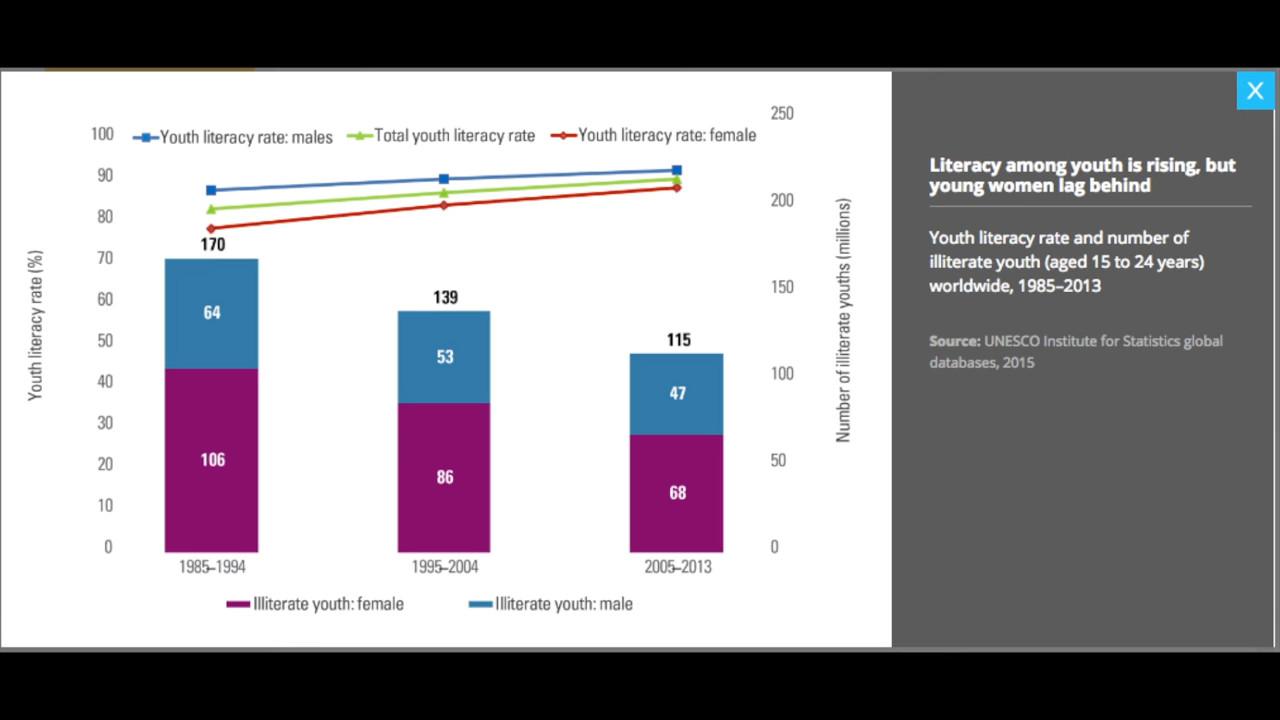 250
100
Youth literacy rate: males
Total youth literacy rate
Youth literacy rate: female
90
200
80
170
70
60
64
139
150
50
53
115
40
100
47
30
106
86
68
20
50
10
0
0
Youth literacy rate (%)
Number of illiterate youths (millions)
1985–1994
1995–2004
2005–2013
Illiterate youth: female
Illiterate youth: male
X
Literacy among youth is rising, but
young women lag behind
Youth literacy rate and number of
illiterate youth (aged 15 to 24 years)
worldwide, 1985–2013
Source: UNESCO Institute for Statistics global
databases, 2015